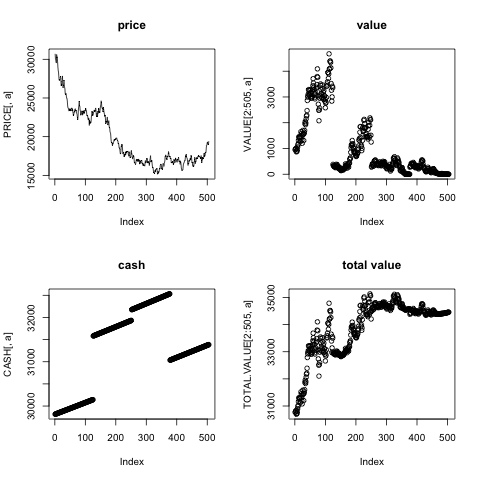 price
PRICE[, a]
15000 20000 25000 30000
0 100 200 300 400 500
Index
value
VALUE[2:505, a]
0 1000 3000
0 100 200 300 400 500
Index
cash
CASH[, a]
30000 31000 32000
0 100 200 300 400 500
Index
total value
TOTAL.VALUE[2:505, a]
31000 33000 35000
0 100 200 300 400 500
Index